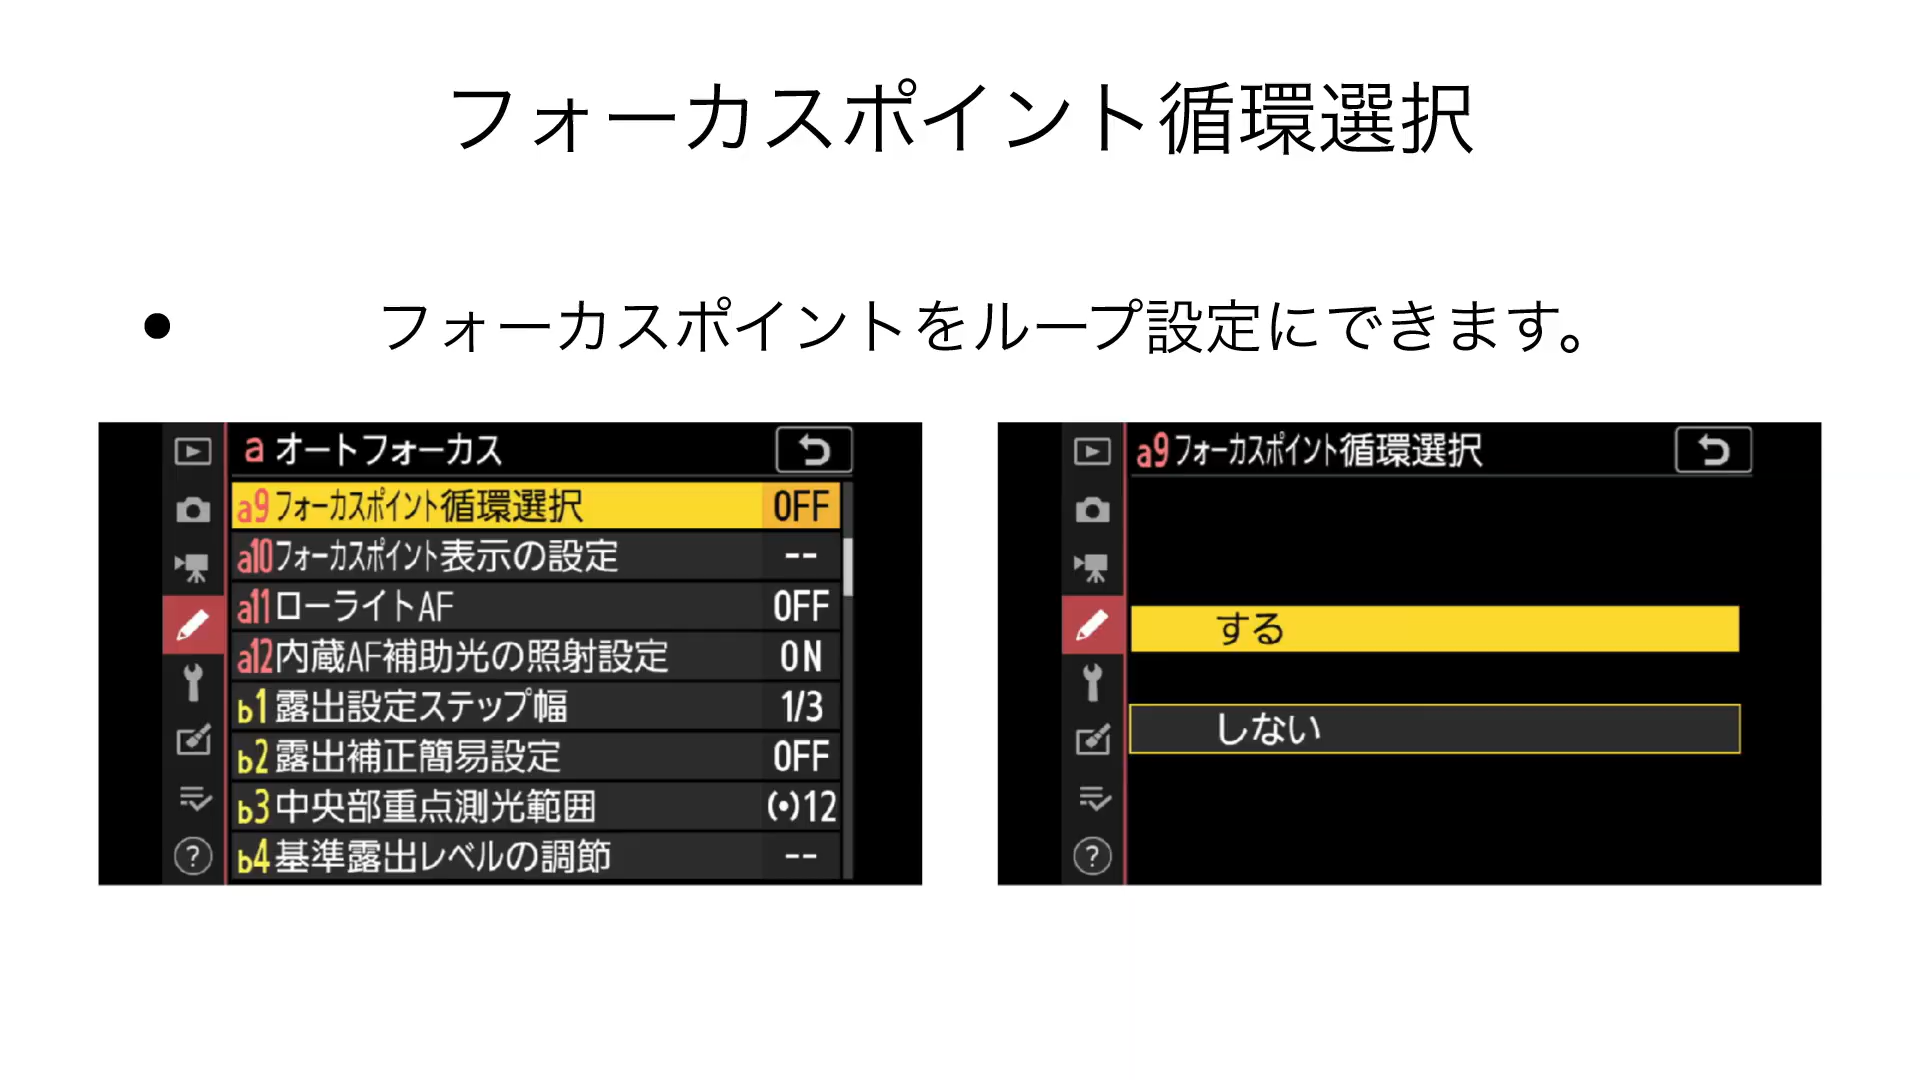 フォーカスポイント循環選択
• フォーカスポイントをループ設定にできます。
a オートフォーカス
a9 フォーカスポイント循環選択 OFF
a10 フォーカスポイント表示の設定 --
a11 ローライトAF OFF
a12 内蔵AF補助光の照射設定 ON
b1 露出設定ステップ幅 1/3
b2 露出補正簡易設定 OFF
b3 中央部重点測光範囲 (•)12
b4 基準露出レベルの調節 --
?
a9 フォーカスポイント循環選択
する
しない
?